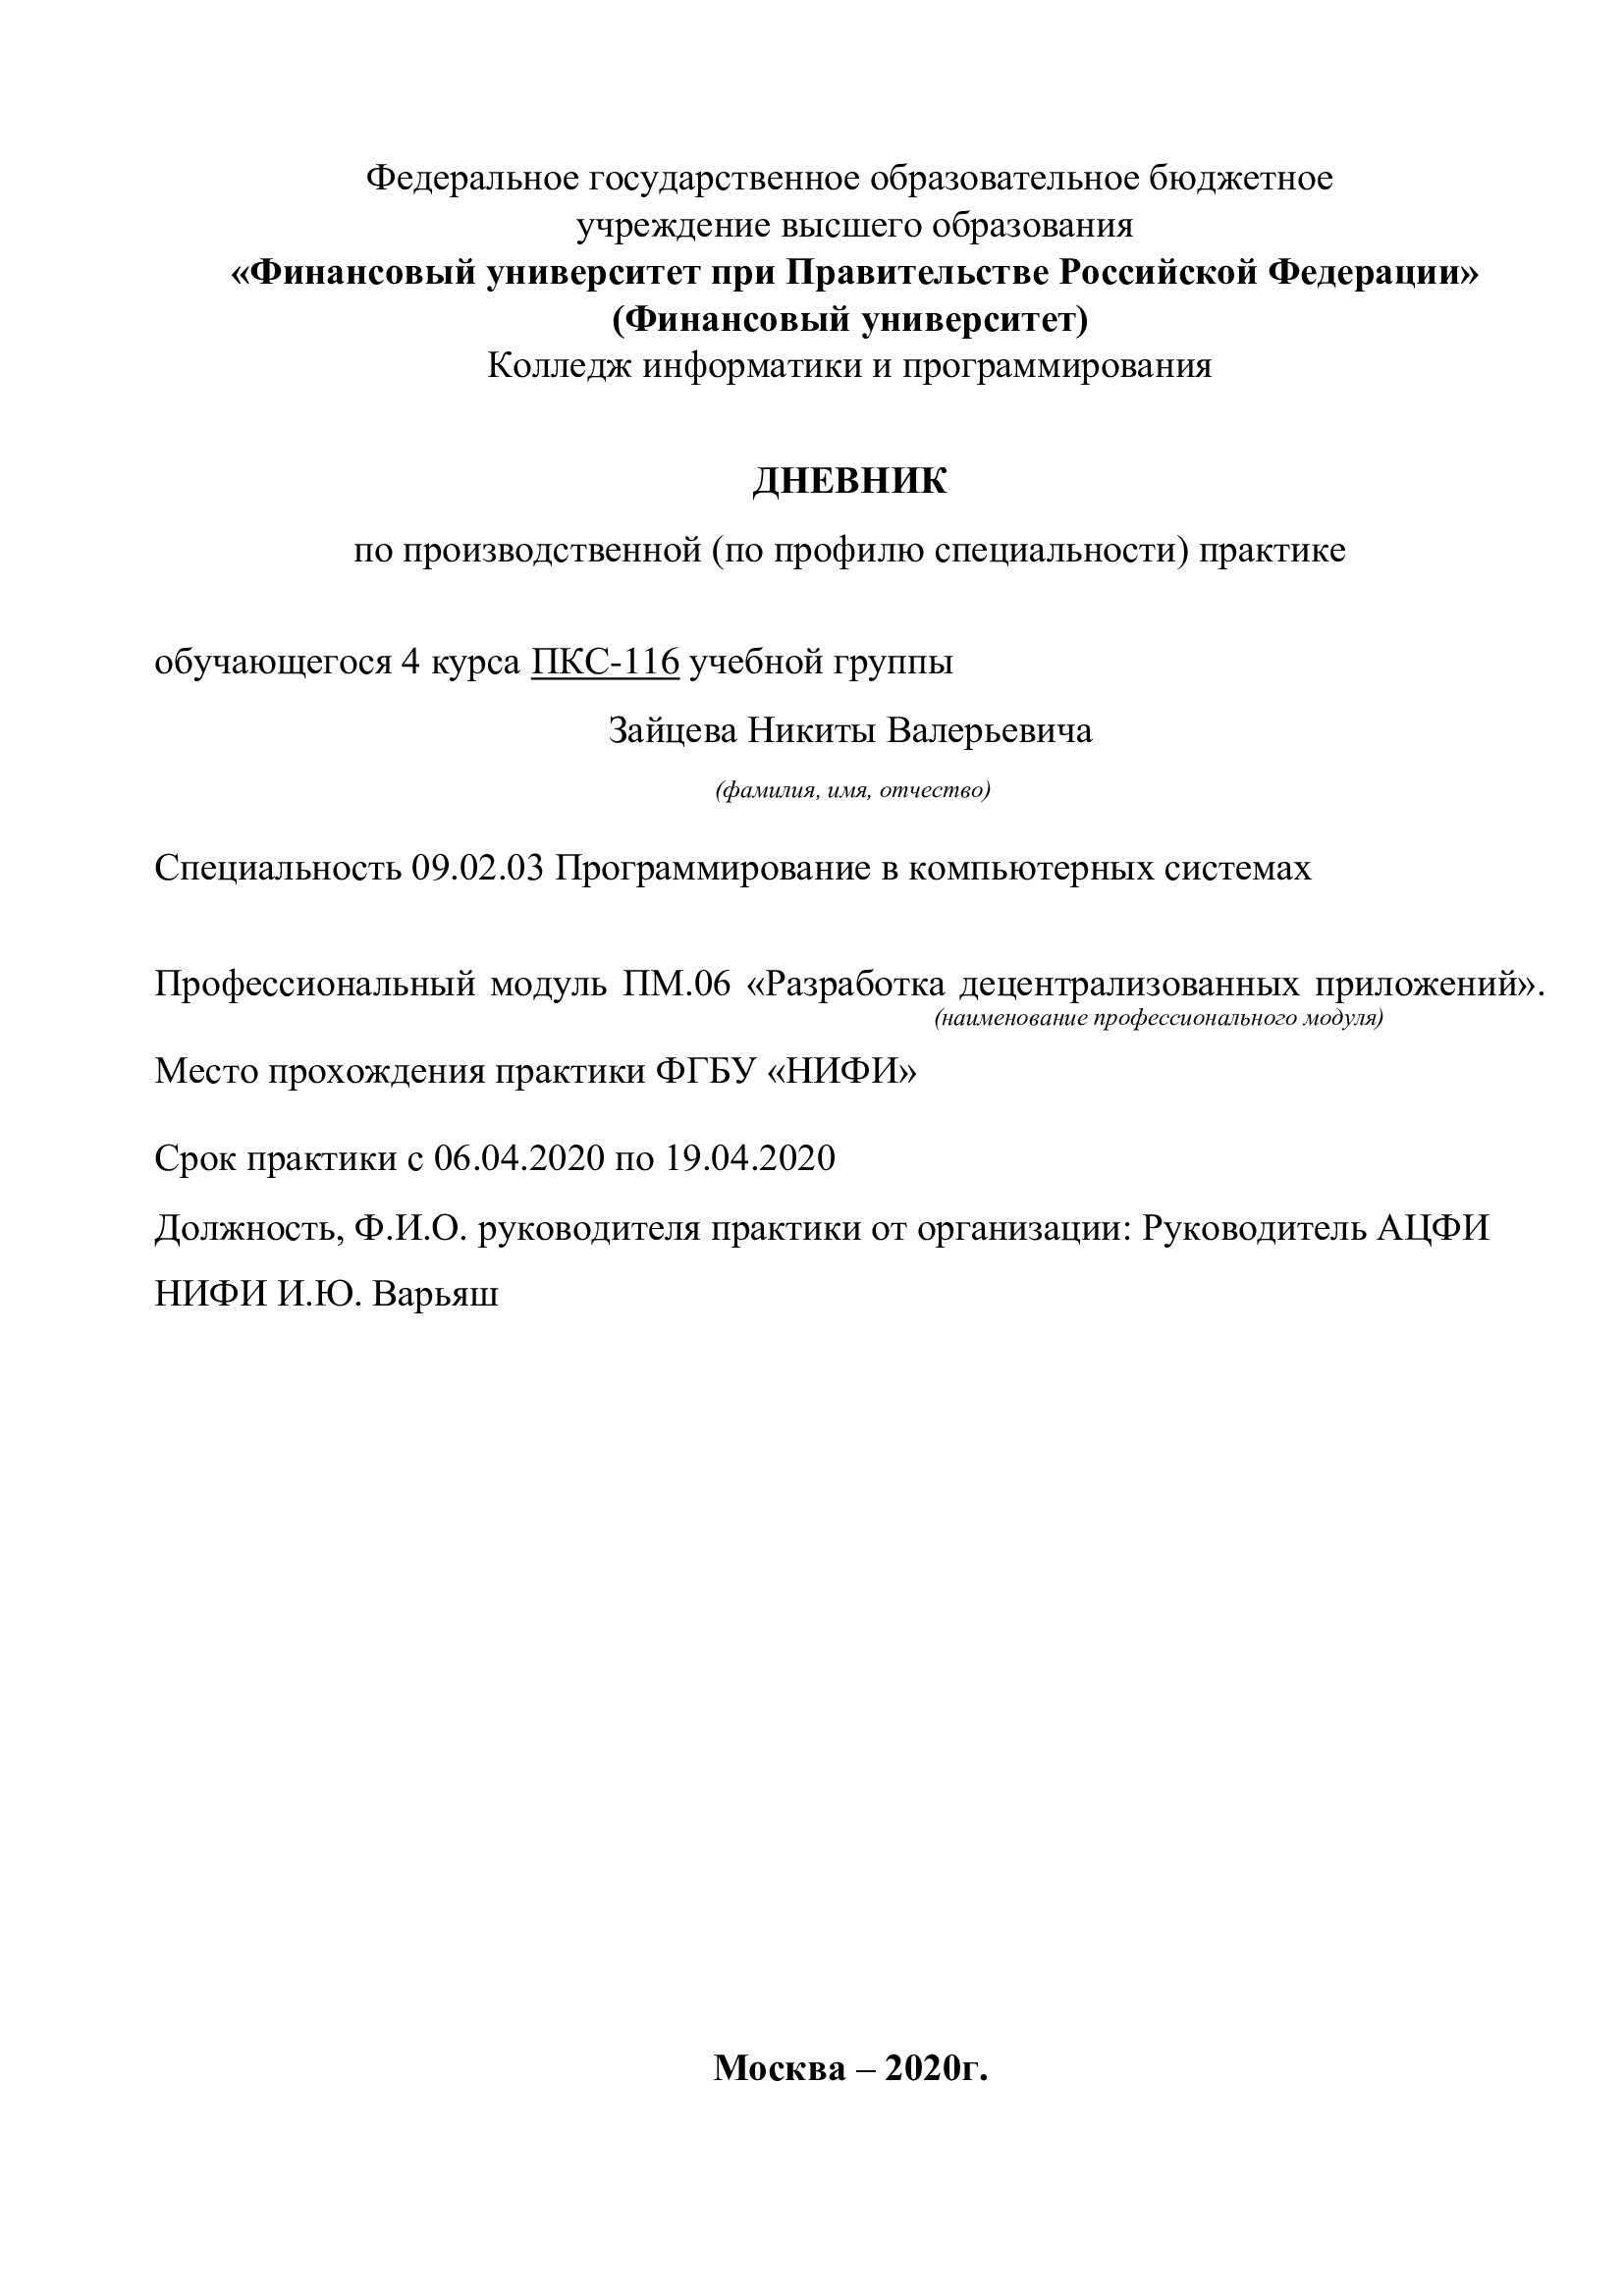 Федеральное государственное образовательное бюджетное
учреждение высшего образования
«Финансовый университет при Правительстве Российской Федерации»
(Финансовый университет)
Колледж информатики и программирования
ДНЕВНИК
по производственной (по профилю специальности) практике
обучающегося 4 курса ПКС-116 учебной группы
Зайцева Никиты Валерьевича
(фамилия, имя, отчество)
Специальность 09.02.03 Программирование в компьютерных системах
Профессиональный модуль ПМ.06 «Разработка децентрализованных приложений».
(наименование профессионального модуля)
Место прохождения практики ФГБУ «НИФИ»
Срок практики с 06.04.2020 по 19.04.2020
Должность, Ф.И.О. руководителя практики от организации: Руководитель АЦФИ
НИФИ И.Ю. Варьяш
Москва – 2020г.